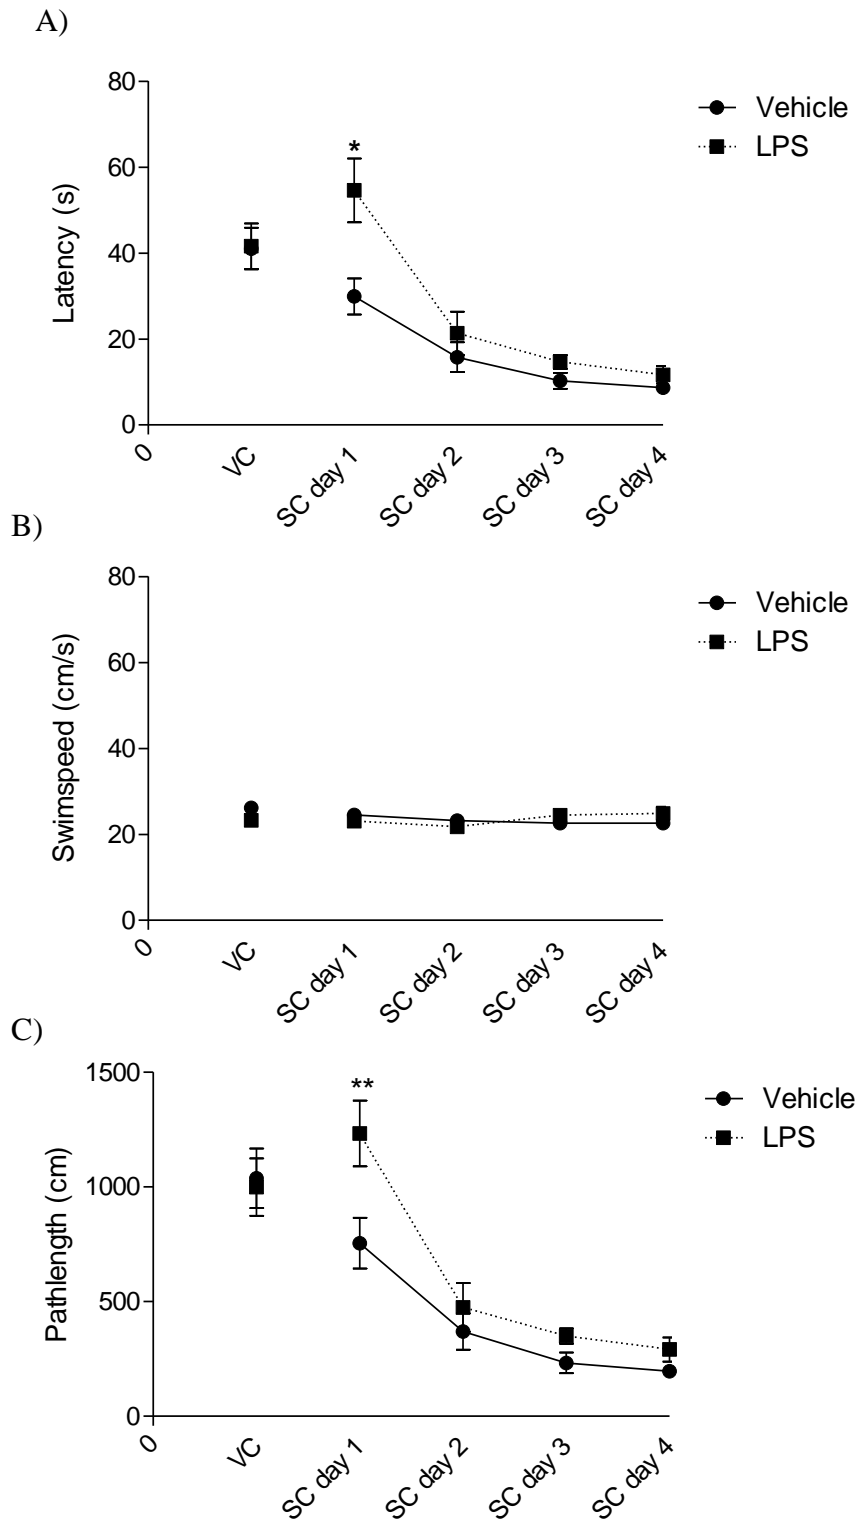 A)
80
60
40
20
0
Latency (s)
*
Vehicle
LPS
0
VC
SC day 1
SC day 2
SC day 3
SC day 4
B)
80
60
40
20
0
Swimspeed (cm/s)
Vehicle
LPS
0
VC
SC day 1
SC day 2
SC day 3
SC day 4
C)
1500
1000
500
0
Pathlength (cm)
**
Vehicle
LPS
0
VC
SC day 1
SC day 2
SC day 3
SC day 4